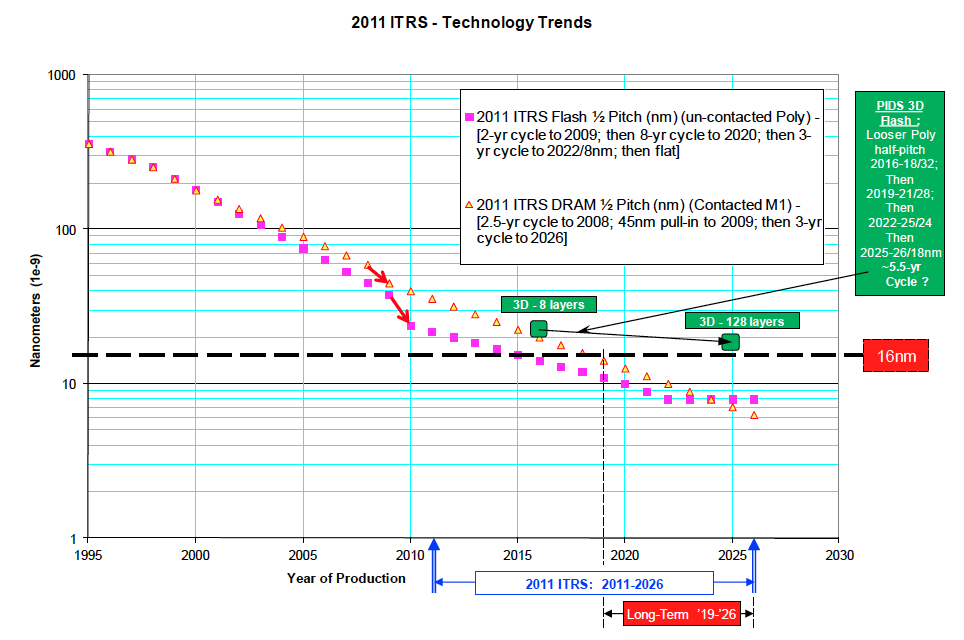 2011 ITRS - Technology Trends
1000
100
10
1
Nanometers (1e-9)
2011 ITRS Flash ½ Pitch (nm) (un-contacted Poly) -
[2-yr cycle to 2009; then 8-yr cycle to 2020; then 3-
yr cycle to 2022/8nm; then flat]
2011 ITRS DRAM ½ Pitch (nm) (Contacted M1) -
[2.5-yr cycle to 2008; 45nm pull-in to 2009; then 3-yr
cycle to 2026]
PIDS 3D
Flash :
Looser Poly
half-pitch
2016-18/32;
Then
2019-21/28;
Then
2022-25/24
Then
2025-26/18nm
~5.5-yr
Cycle ?
3D - 8 layers
3D - 128 layers
16nm
1995
2000
2005
2010
2015
2020
2025
2030
Year of Production
2011 ITRS: 2011-2026
Long-Term '19-'26